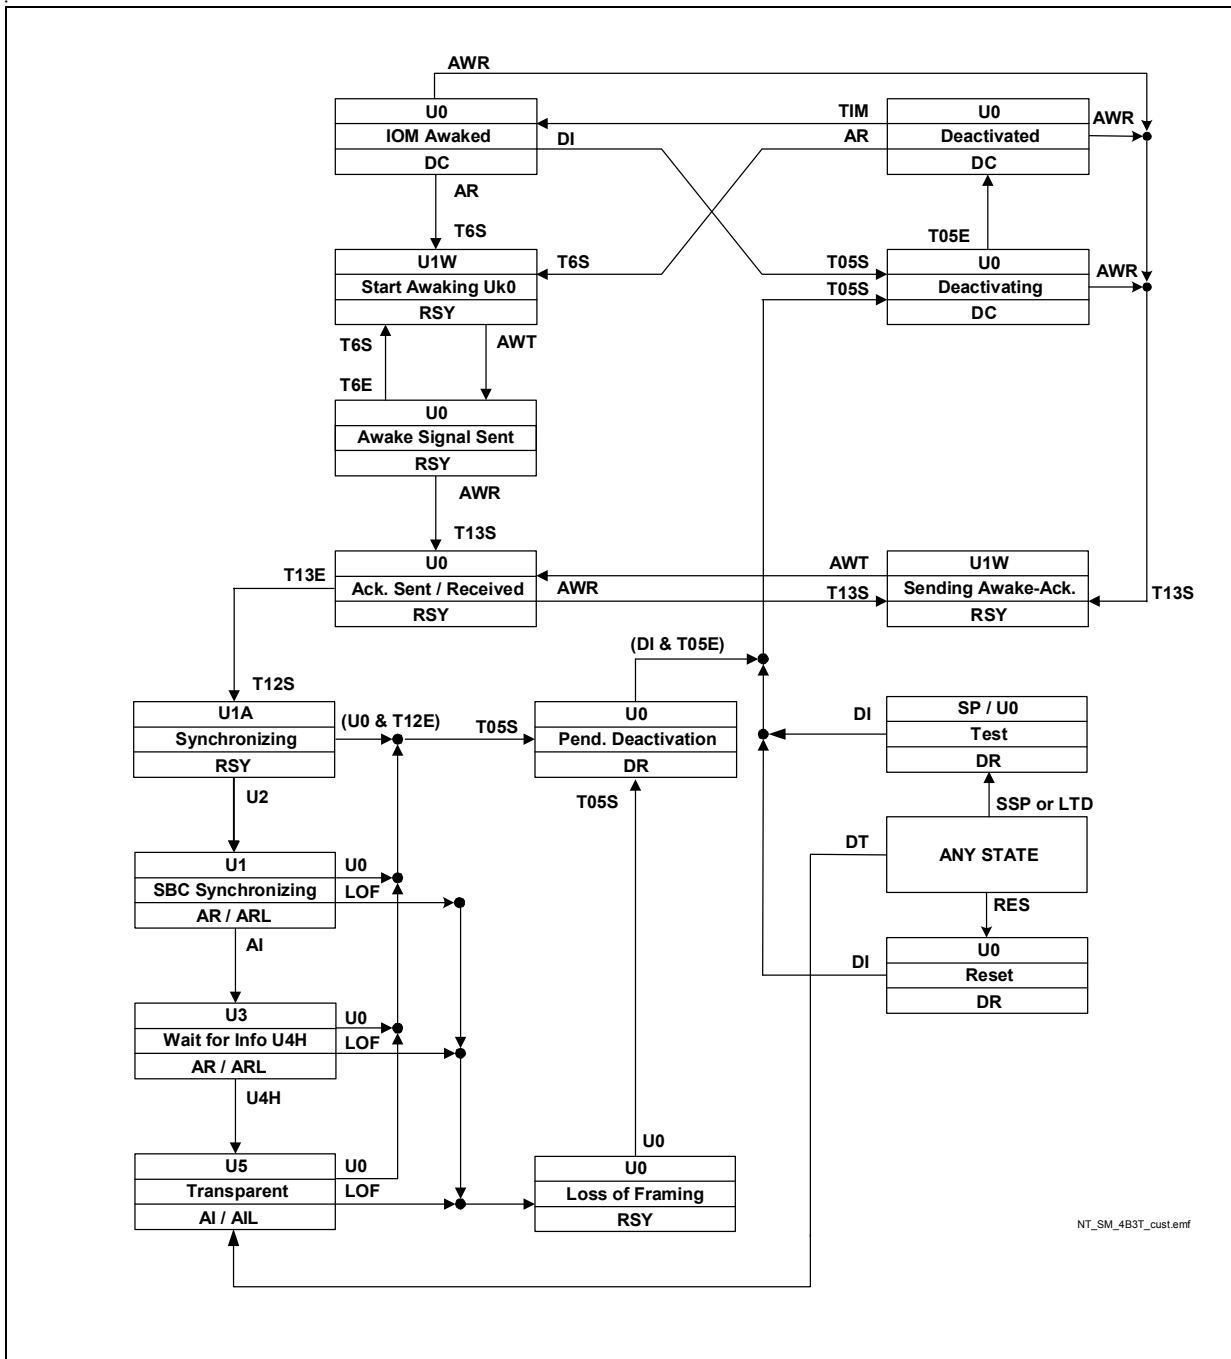 AWR
U0
IOM Awaked
DC
TIM
DI
AR
U0
Deactivated
DC
AWR
AR
T6S
T05E
U1W
Start Awaking Uk0
RSY
T6S
T05S
T05S
U0
Deactivating
DC
AWR
T6S
AWT
T6E
U0
Awake Signal Sent
RSY
AWR
T13S
T13E
U0
Ack. Sent / Received
RSY
AWT
AWR
T13S
U1W
Sending Awake-Ack.
RSY
T13S
(DI & T05E)
T12S
U1A
Synchronizing
RSY
(U0 & T12E)
T05S
U0
Pend. Deactivation
DR
DI
SP / U0
Test
DR
U2
T05S
SSP or LTD
DT
ANY STATE
U1
SBC Synchronizing
AR / ARL
U0
LOF
RES
AI
DI
U0
Reset
DR
U3
Wait for Info U4H
AR / ARL
U0
LOF
U4H
U0
U5
Transparent
AI / AIL
U0
LOF
U0
Loss of Framing
RSY
NT_SM_4B3T_cust.emf